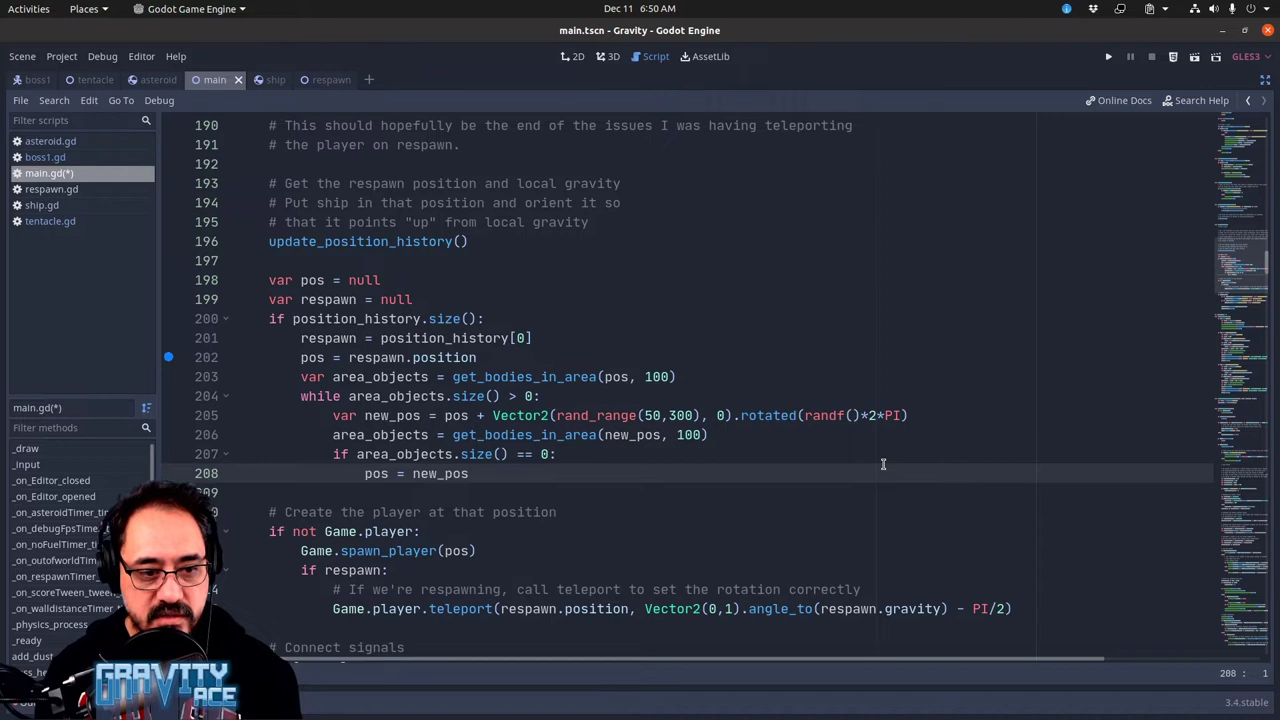 Activities Places Godot Game Engine Dec 11 6:50 AM
main.tscn - Gravity - Godot Engine
Scene Project Debug Editor Help 2D 3D Script AssetLib GLES3
boss1 tentacle asteroid main ship respawn
File Search Edit Go To Debug Online Docs Search Help
Filter scripts
asteroid.gd
boss1.gd
main.gd(*)
respawn.gd
ship.gd
tentacle.gd
main.gd(*)
Filter methods
_draw
_input
_on_Editor_closed
_on_Editor_opened
_on_asteroidTimer_
_on_debugFpsTime
_on_noFuelTimer_t
_on_outofworldTim
_on_respawnTimer
_on_scoreTween_tween
_on_walldistanceTimer
_physics_process
_ready
add_dust
190 # This should hopefully be the end of the issues I was having teleporting
191 # the player on respawn.
192
193 # Get the respawn position and local gravity
194 # Put ship in that position and orient it so
195 # that it points "up" from local gravity
196 update_position_history()
197
198 var pos = null
199 var respawn = null
200 if position_history.size():
201 respawn = position_history[0]
202 pos = respawn.position
203 var area_objects = get_bodies_in_area(pos, 100)
204 while area_objects.size() > 0:
205 var new_pos = pos + Vector2(rand_range(50,300), 0).rotated(randf()*2*PI)
206 area_objects = get_bodies_in_area(new_pos, 100)
207 if area_objects.size() == 0:
208 pos = new_pos
209
# Create the player at that position
if not Game.player:
Game.spawn_player(pos)
if respawn:
# If we're respawning, use teleport to set the rotation correctly
Game.player.teleport(respawn.position, Vector2(0,1).angle_to(respawn.gravity) - PI/2)
# Connect signals
208 : 1
3.4.stable
GRAVITY
ACE